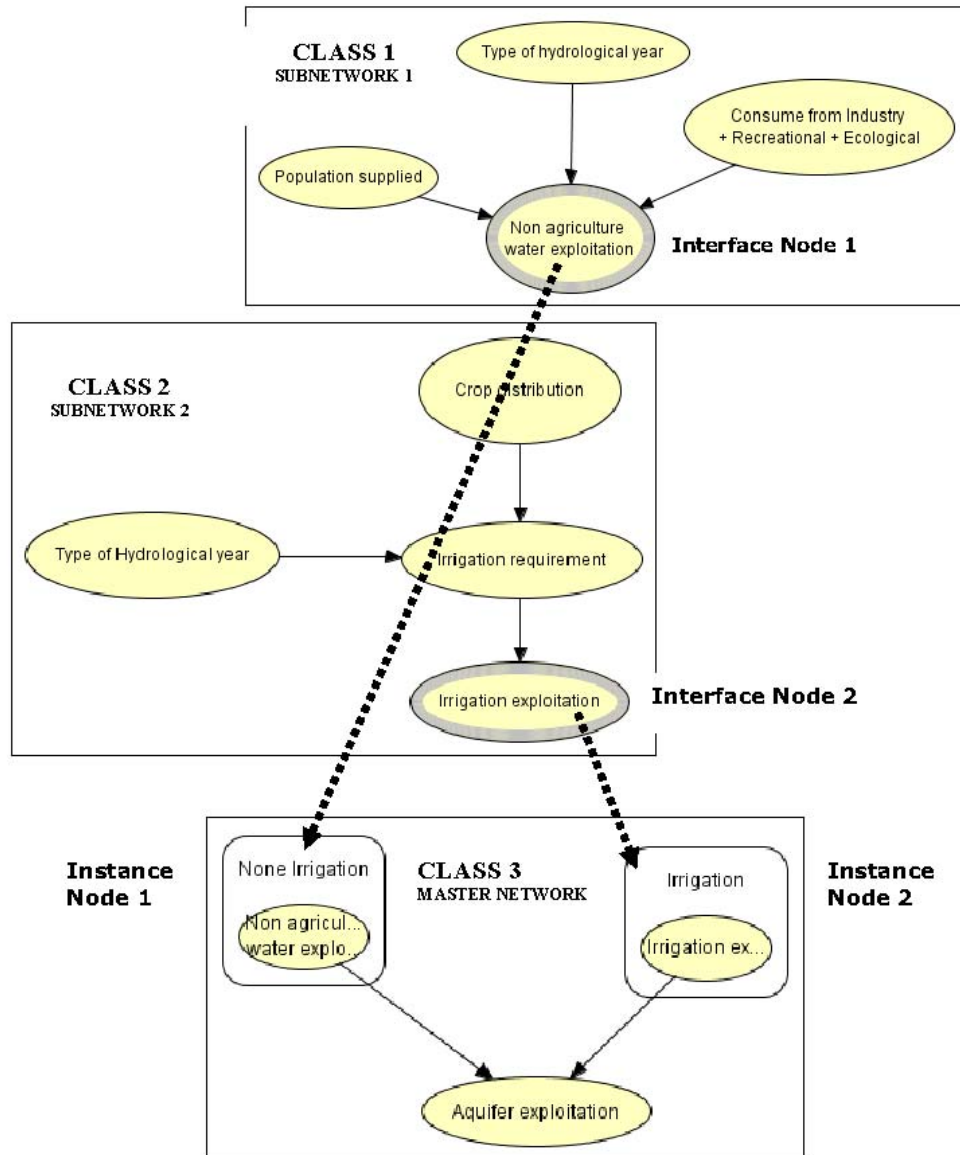 CLASS 1
SUBNETWORK 1
Type of hydrological year
Consume from Industry
+ Recreational + Ecological
Population supplied
Non agriculture
water exploitation
Interface Node 1
CLASS 2
SUBNETWORK 2
Crop distribution
Type of Hydrological year
Irrigation requirement
Irrigation exploitation
Interface Node 2
Instance
Node 1
None Irrigation
Non agricul...
water explo...
CLASS 3
MASTER NETWORK
Irrigation
Irrigation ex...
Instance
Node 2
Aquifer exploitation